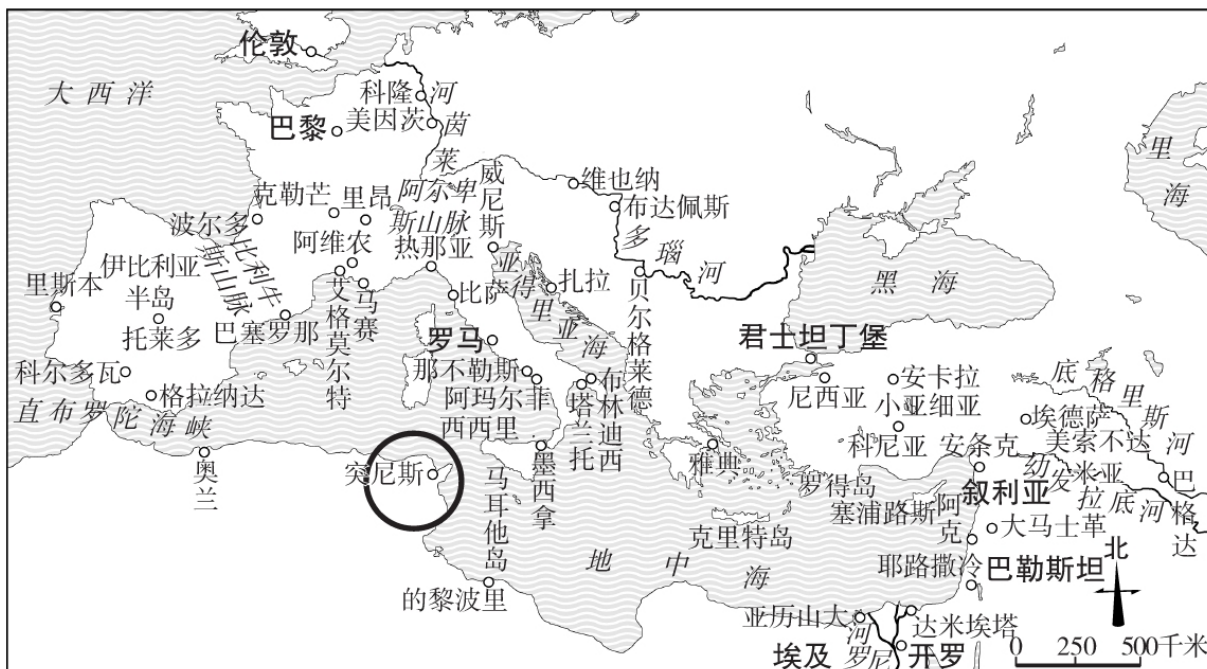 伦敦
大西洋
科隆
河
美因茨
茵
莱
巴黎
克勒芒
里昂
阿尔卑
斯山脉
威尼斯
维也纳
布达佩斯
多瑙河
里海
波尔多
比利牛
斯山脉
阿维农
热那亚
伊比利亚
半岛
里斯本
托莱多
巴塞罗那
艾格莫尔特
马赛
比萨
亚得里亚海
扎拉
贝尔格莱德
黑海
罗马
君士坦丁堡
那不勒斯
阿玛尔菲
西西里
塔兰托
布林迪西
科尔多瓦
格拉纳达
直布罗陀海峡
尼西亚
安卡拉
小亚细亚
科尼亚
底格里斯河
埃德萨
美索不达
米亚
安条克
幼发拉底河
巴格达
奥兰
突尼斯
马耳他岛
墨西拿
雅典
罗得岛
塞浦路斯
叙利亚
阿克
大马士革
克里特岛
地中海
耶路撒冷
巴勒斯坦
北
的黎波里
亚历山大
达米埃塔
埃及
河
罗
尼
开罗
0 250 500千米